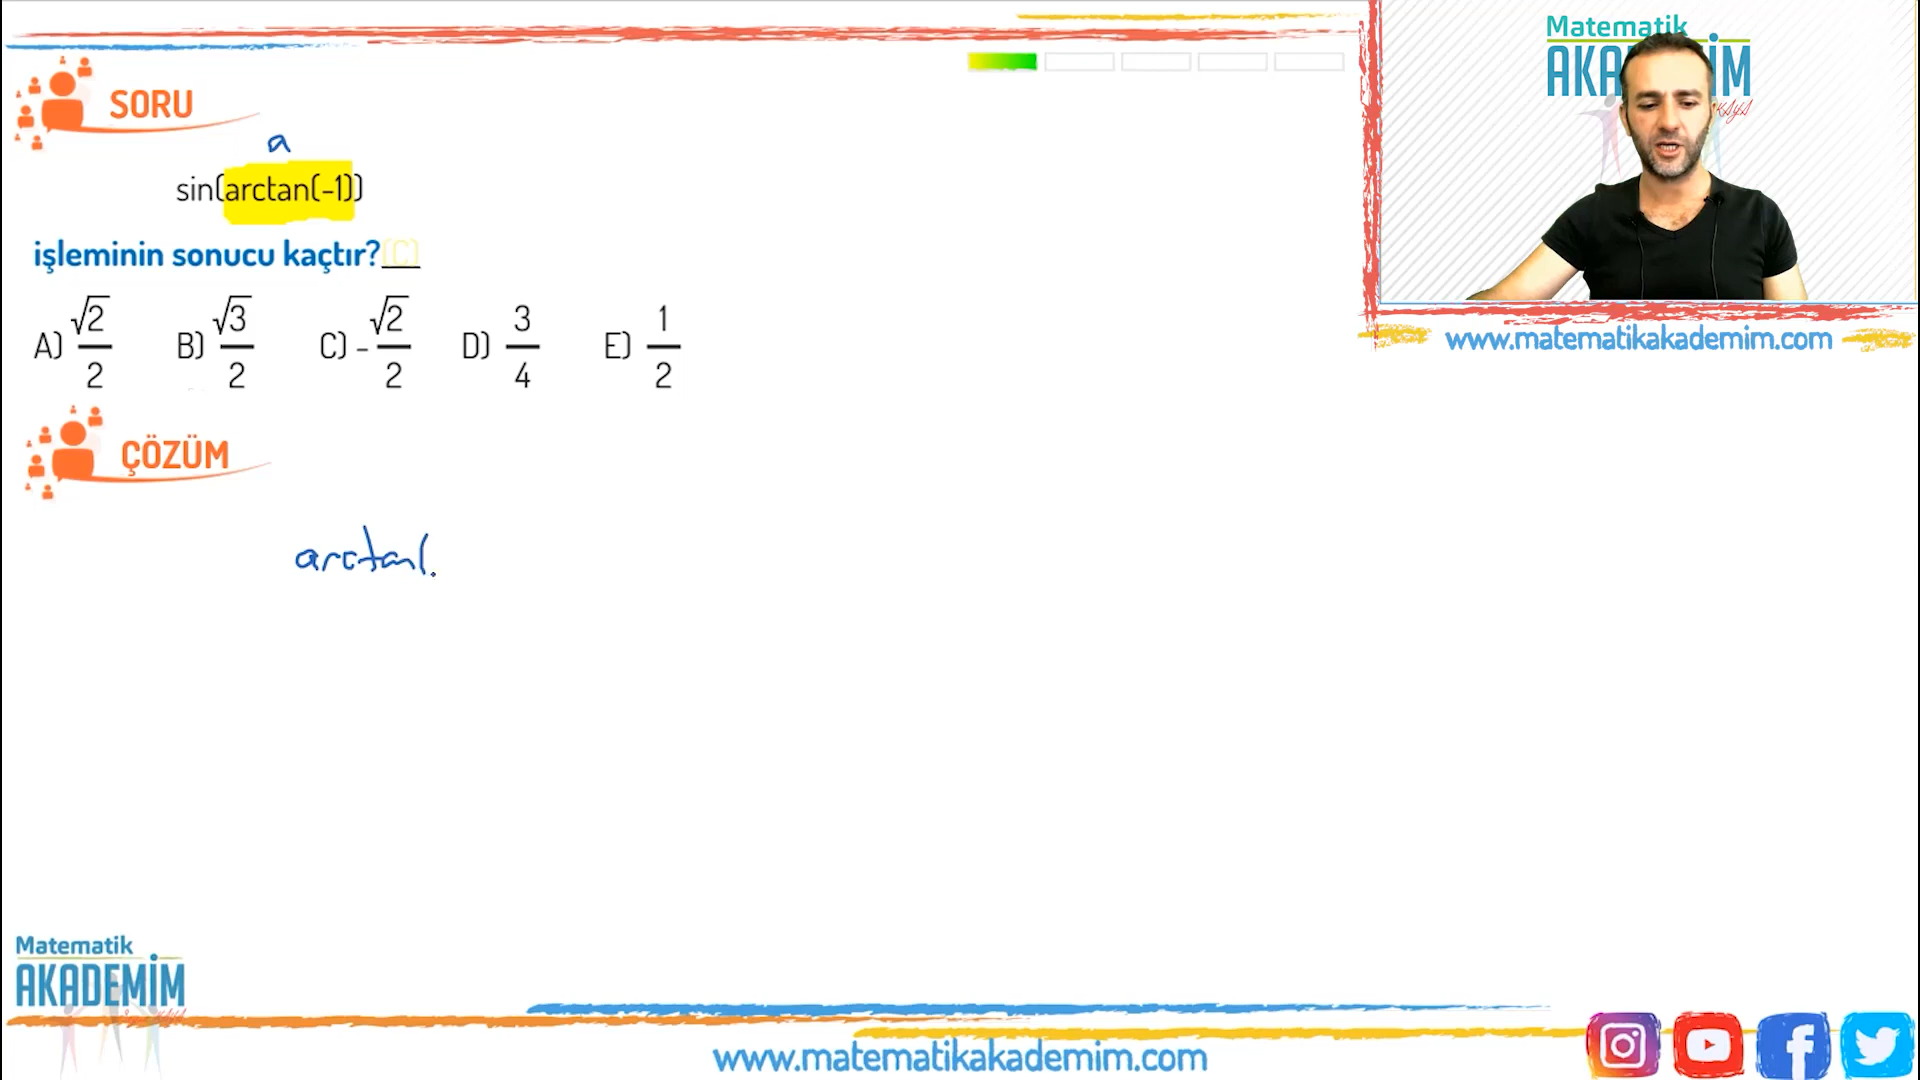 Matematik
AKADEMİM
SORU
a
sin(arctan(-1))
işleminin sonucu kaçtır? (C)
A) √2/2 B) √3/2 C) -√2/2 D) 3/4 E) 1/2
www.matematikakademim.com
ÇÖZÜM
arctan(
Matematik
AKADEMİM
www.matematikakademim.com